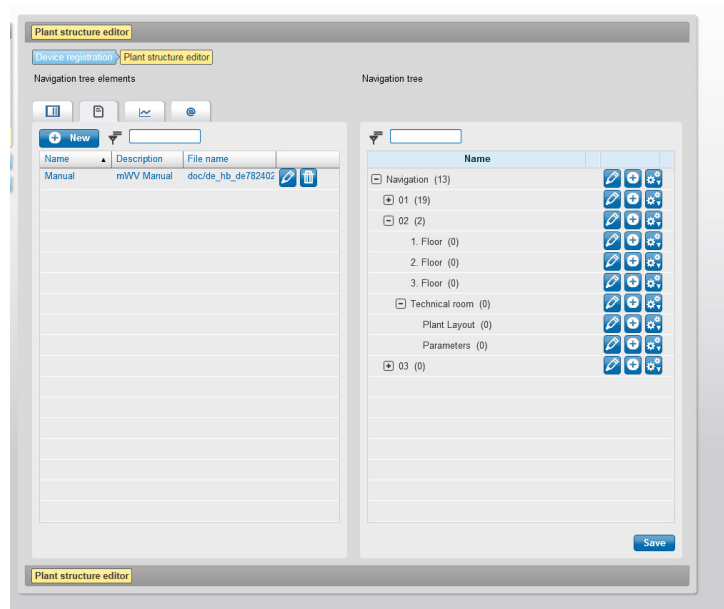 Plant structure editor
Device registration Plant structure editor
Navigation tree elements
Navigation tree
@
New
Name Description File name
Manual mWV Manual doc/de_hb_de782402
Name
Navigation (13)
01 (19)
02 (2)
1. Floor (0)
2. Floor (0)
3. Floor (0)
Technical room (0)
Plant Layout (0)
Parameters (0)
03 (0)
Save
Plant structure editor